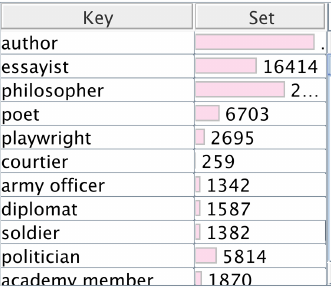 Key Set
author .
essayist 16414
philosopher 2...
poet 6703
playwright 2695
courtier 259
army officer 1342
diplomat 1587
soldier 1382
politician 5814
academy member 1870